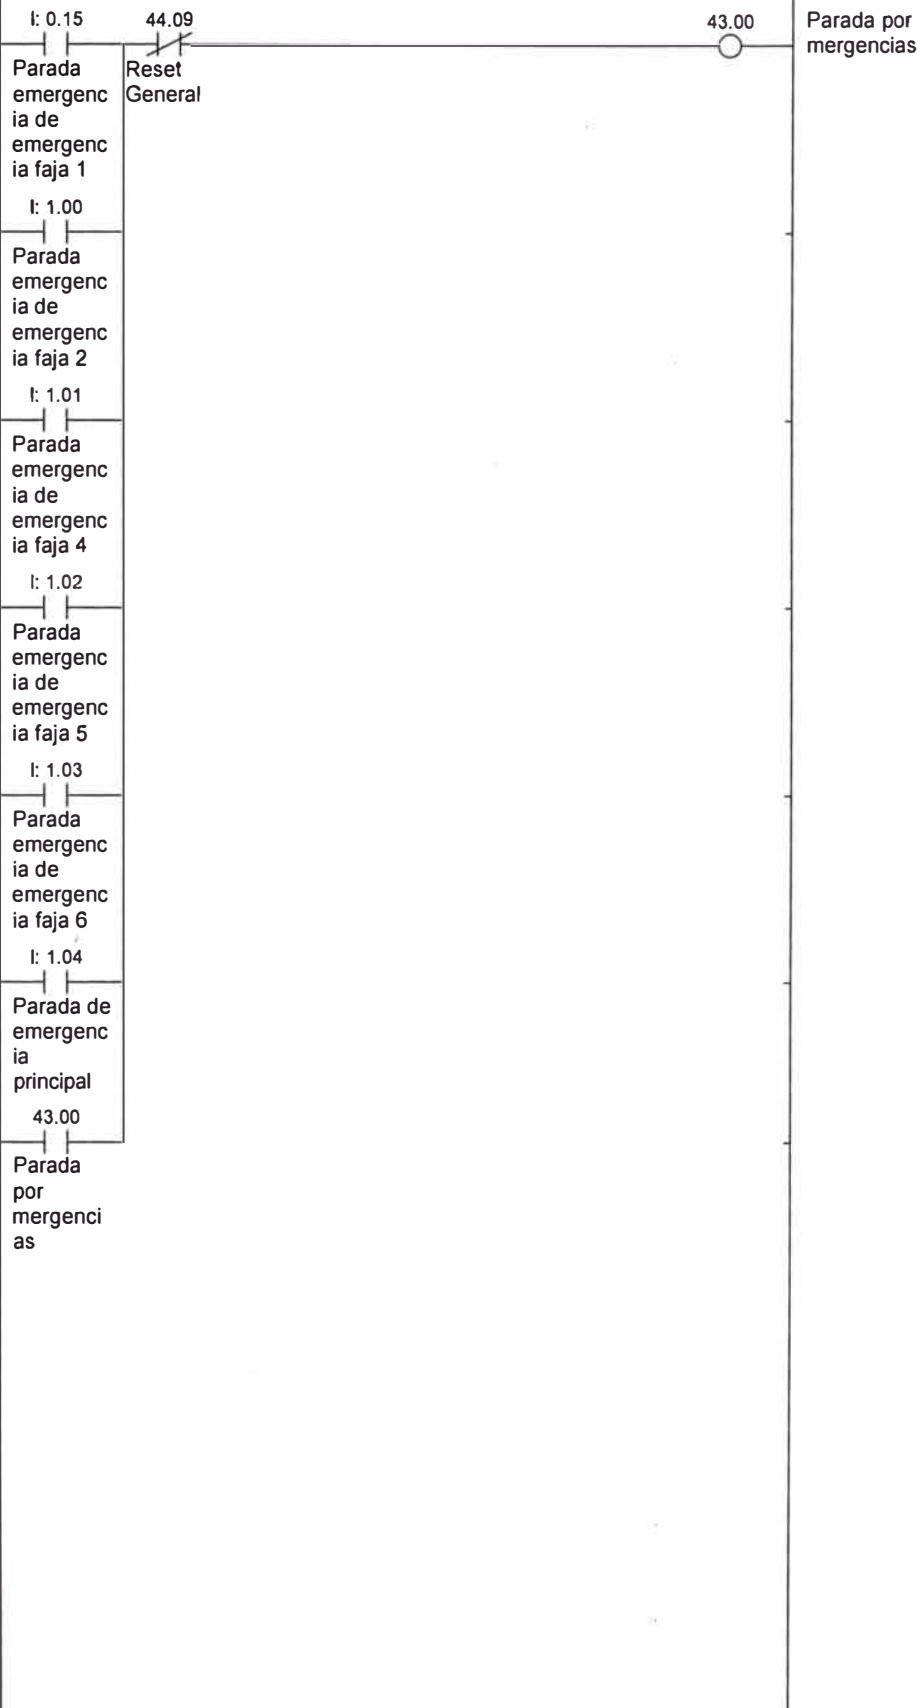 I: 0.15
44.09
43.00
Parada por
mergencias
Parada
emergenc
ia de
emergenc
ia faja 1
Reset
General
I: 1.00
Parada
emergenc
ia de
emergenc
ia faja 2
I: 1.01
Parada
emergenc
ia de
emergenc
ia faja 4
I: 1.02
Parada
emergenc
ia de
emergenc
ia faja 5
I: 1.03
Parada
emergenc
ia de
emergenc
ia faja 6
I: 1.04
Parada de
emergenc
ia
principal
43.00
Parada
por
mergenci
as